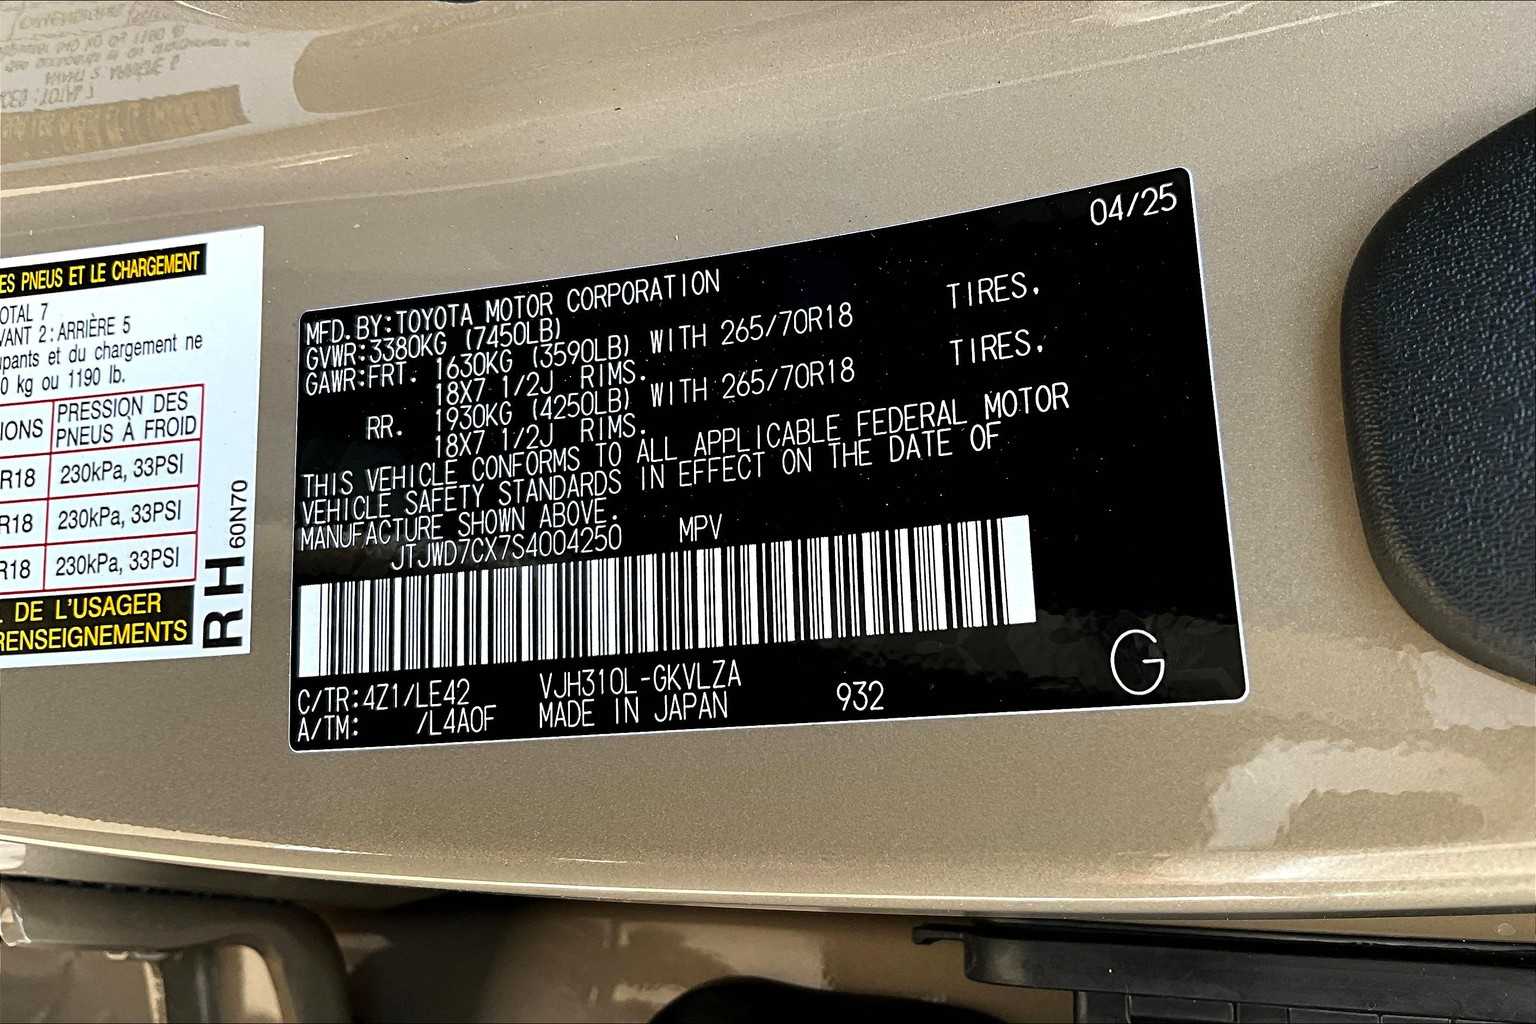 ES PNEUS ET LE CHARGEMENT
OTAL 7
VANT 2 : ARRIÈRE 5
upants et du chargement ne
0 kg ou 1190 lb.
IONS PRESSION DES PNEUS À FROID
R18 230kPa, 33PSI
R18 230kPa, 33PSI
R18 230kPa, 33PSI
L DE L'USAGER
RENSEIGNEMENTS
RH 60N70
04/25
MFD. BY:TOYOTA MOTOR CORPORATION
GVWR:3380KG (7450LB)
GAWR:FRT. 1630KG (3590LB) WITH 265/70R18 TIRES,
18X7 1/2J RIMS.
RR. 1930KG (4250LB) WITH 265/70R18 TIRES,
18X7 1/2J RIMS.
THIS VEHICLE CONFORMS TO ALL APPLICABLE FEDERAL MOTOR
VEHICLE SAFETY STANDARDS IN EFFECT ON THE DATE OF
MANUFACTURE SHOWN ABOVE.
JTJWD7CX7S4004250 MPV
C/TR:4Z1/LE42 VJH310L-GKVLZA
A/TM: /LA40F MADE IN JAPAN 932
G